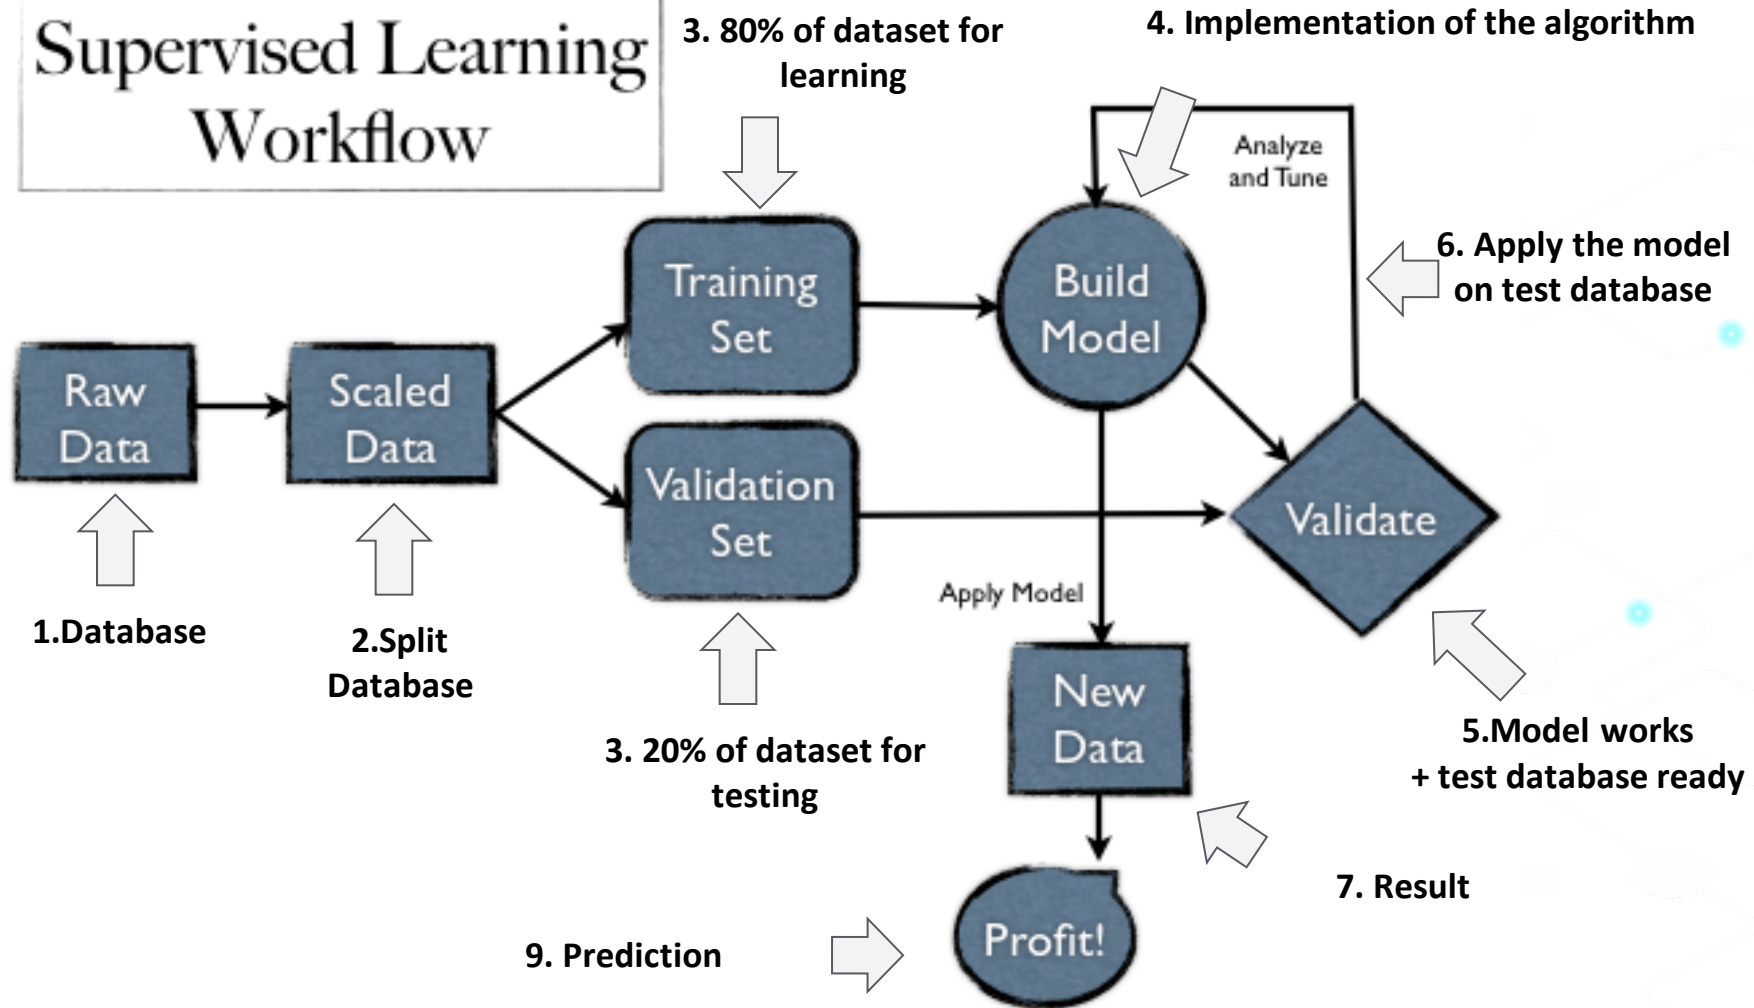 Supervised Learning
Workflow
3. 80% of dataset for
learning
4. Implementation of the algorithm
Analyze
and Tune
6. Apply the model
on test database
Training
Set
Build
Model
Raw
Data
Scaled
Data
Validation
Set
Validate
1.Database
2.Split
Database
Apply Model
3. 20% of dataset for
testing
New
Data
5.Model works
+ test database ready
7. Result
9. Prediction
Profit!